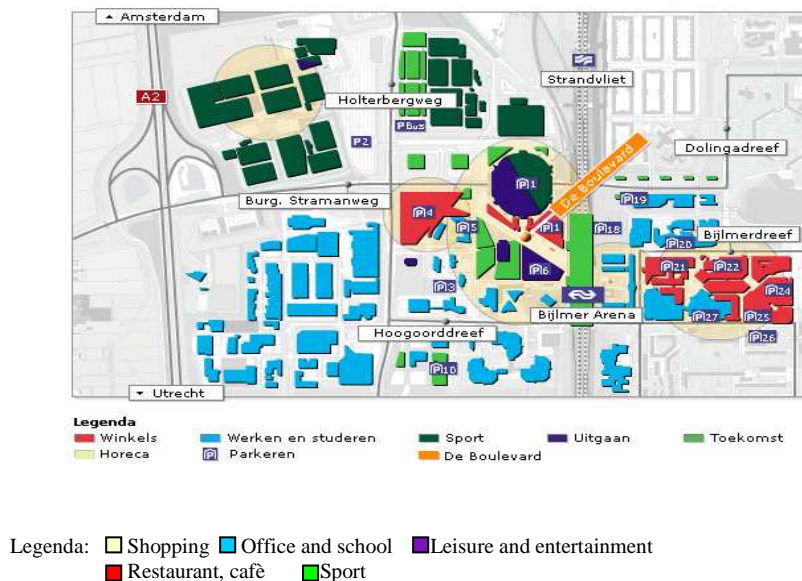 ▲ Amsterdam
Strandvliet
A2
Holterbergweg
P Bus
P2
Dolingadreef
P1
De Boulevard
Burg. Stramanweg
P19
P4
P5
P1
P18
P20
Bijlmerdreef
P6
P21
P22
P3
P24
Bijlmer Arena
P27
P25
Hoogoorddreef
P26
P10
▼ Utrecht
Legenda
Winkels Werken en studeren Sport Uitgaan Toekomst
Horeca P Parkeren De Boulevard
Legenda: Shopping Office and school Leisure and entertainment
Restaurant, cafè Sport